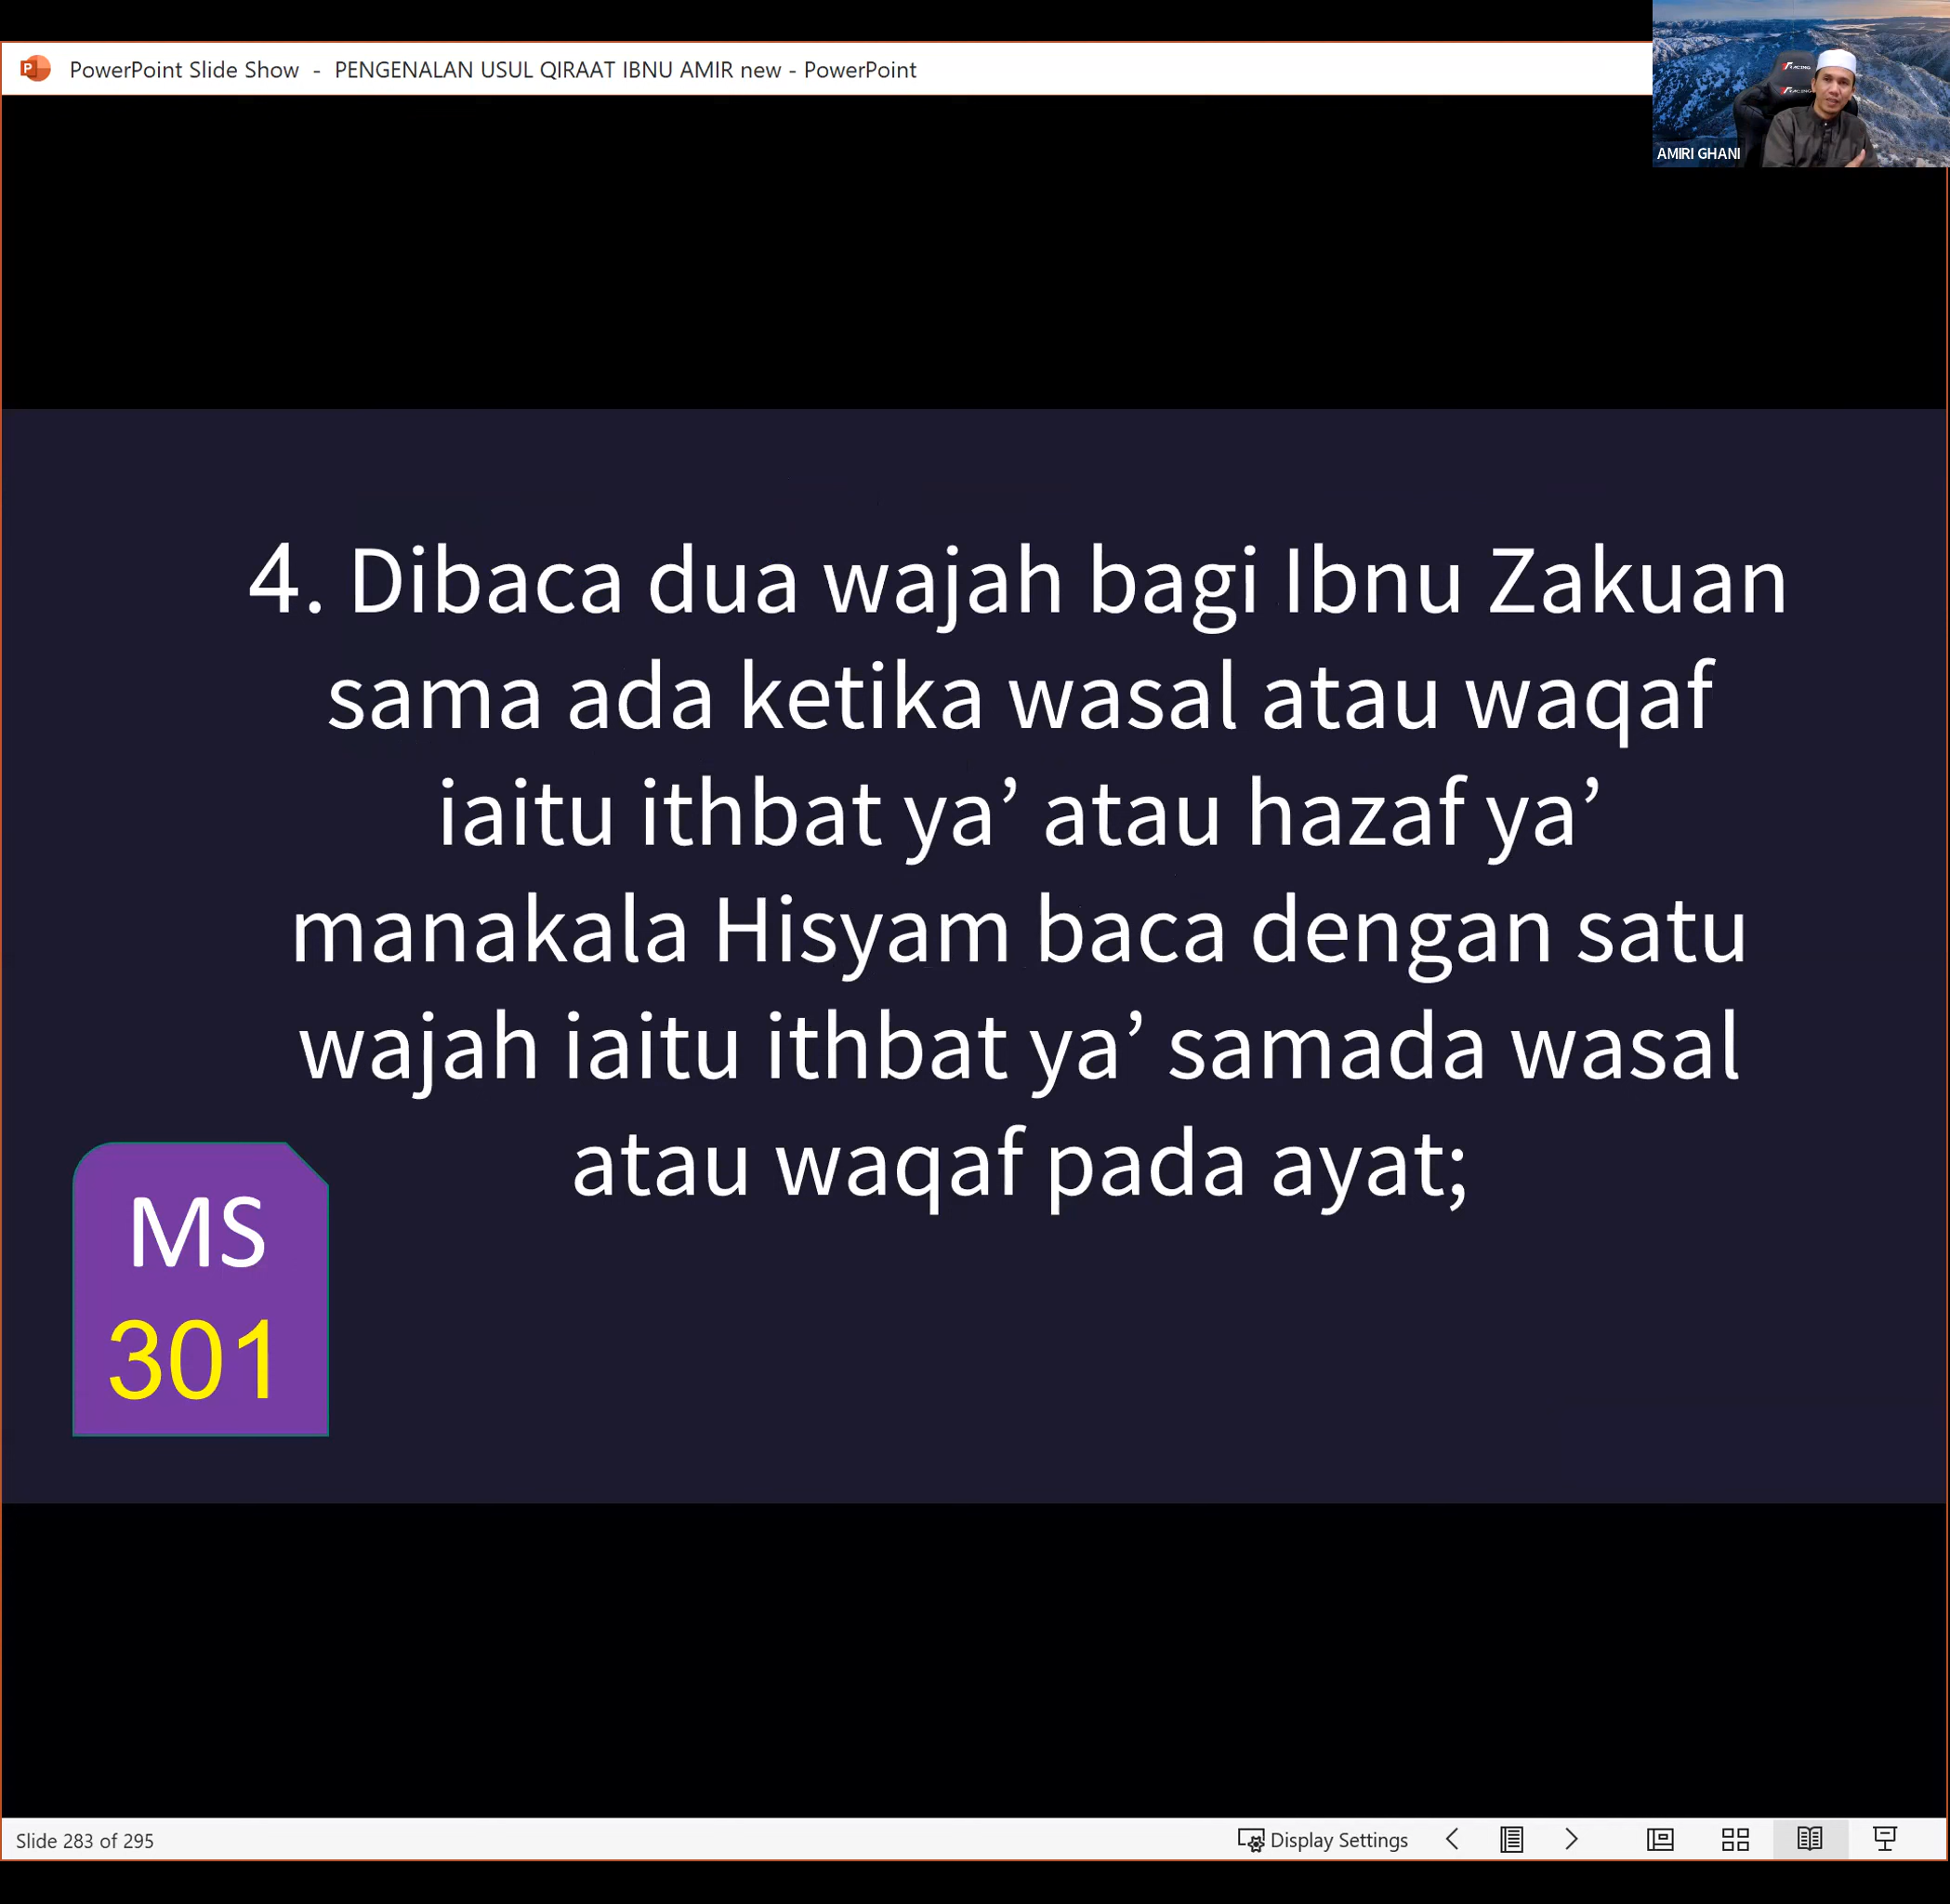 PowerPoint Slide Show - PENGENALAN USUL QIRAAT IBNU AMIR new - PowerPoint
AMIRI GHANI
4. Dibaca dua wajah bagi Ibnu Zakuan
sama ada ketika wasal atau waqaf
iaitu ithbat ya’ atau hazaf ya’
manakala Hisyam baca dengan satu
wajah iaitu ithbat ya’ samada wasal
atau waqaf pada ayat;
MS
301
Slide 283 of 295
Display Settings